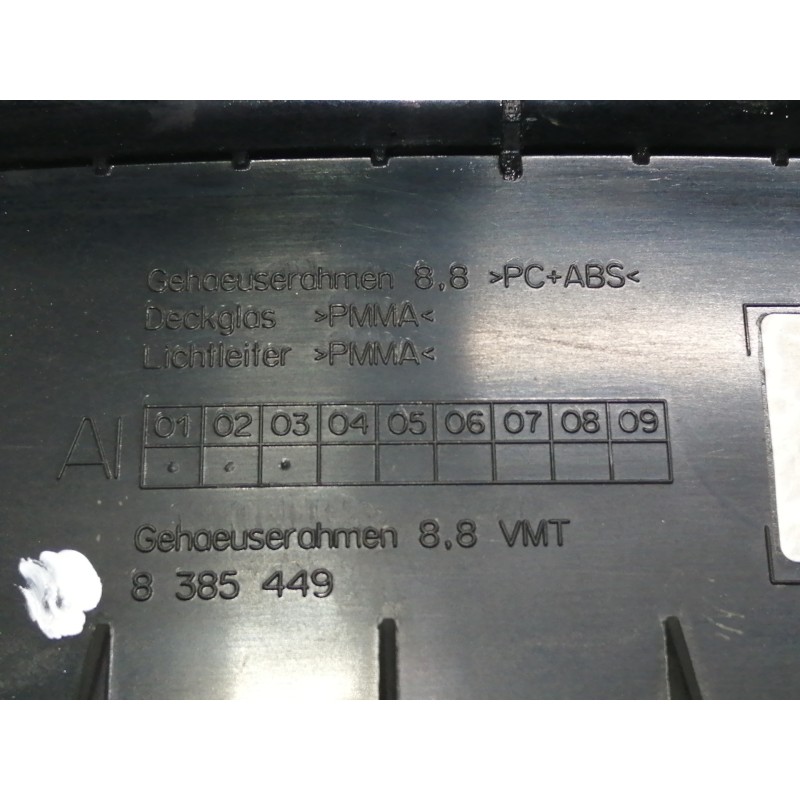 Gehaeuserahmen 8,8 >PC+ABS<
Deckglas >PMMA<
Lichtleiter >PMMA<
AI 01 02 03 04 05 06 07 08 09
Gehaeuserahmen 8,8 VMT
8 385 449